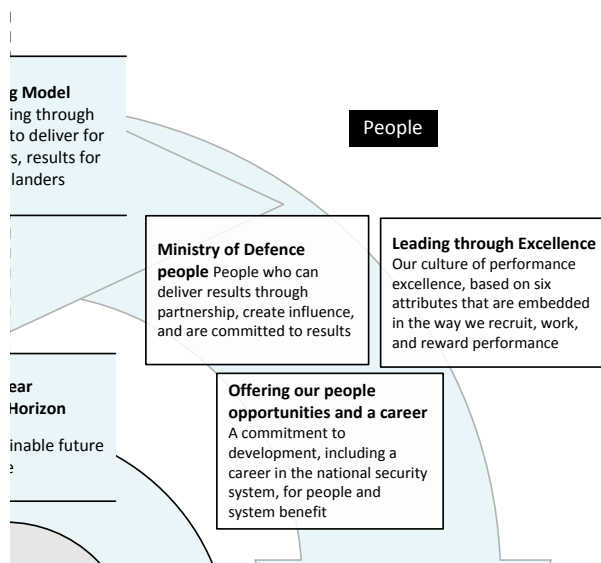 g Model
ing through
to deliver for
s, results for
landers
People
Ministry of Defence
people People who can
deliver results through
partnership, create influence,
and are committed to results
Leading through Excellence
Our culture of performance
excellence, based on six
attributes that are embedded
in the way we recruit, work,
and reward performance
Offering our people
opportunities and a career
A commitment to
development, including a
career in the national security
system, for people and
system benefit
ear
Horizon
inable future
e